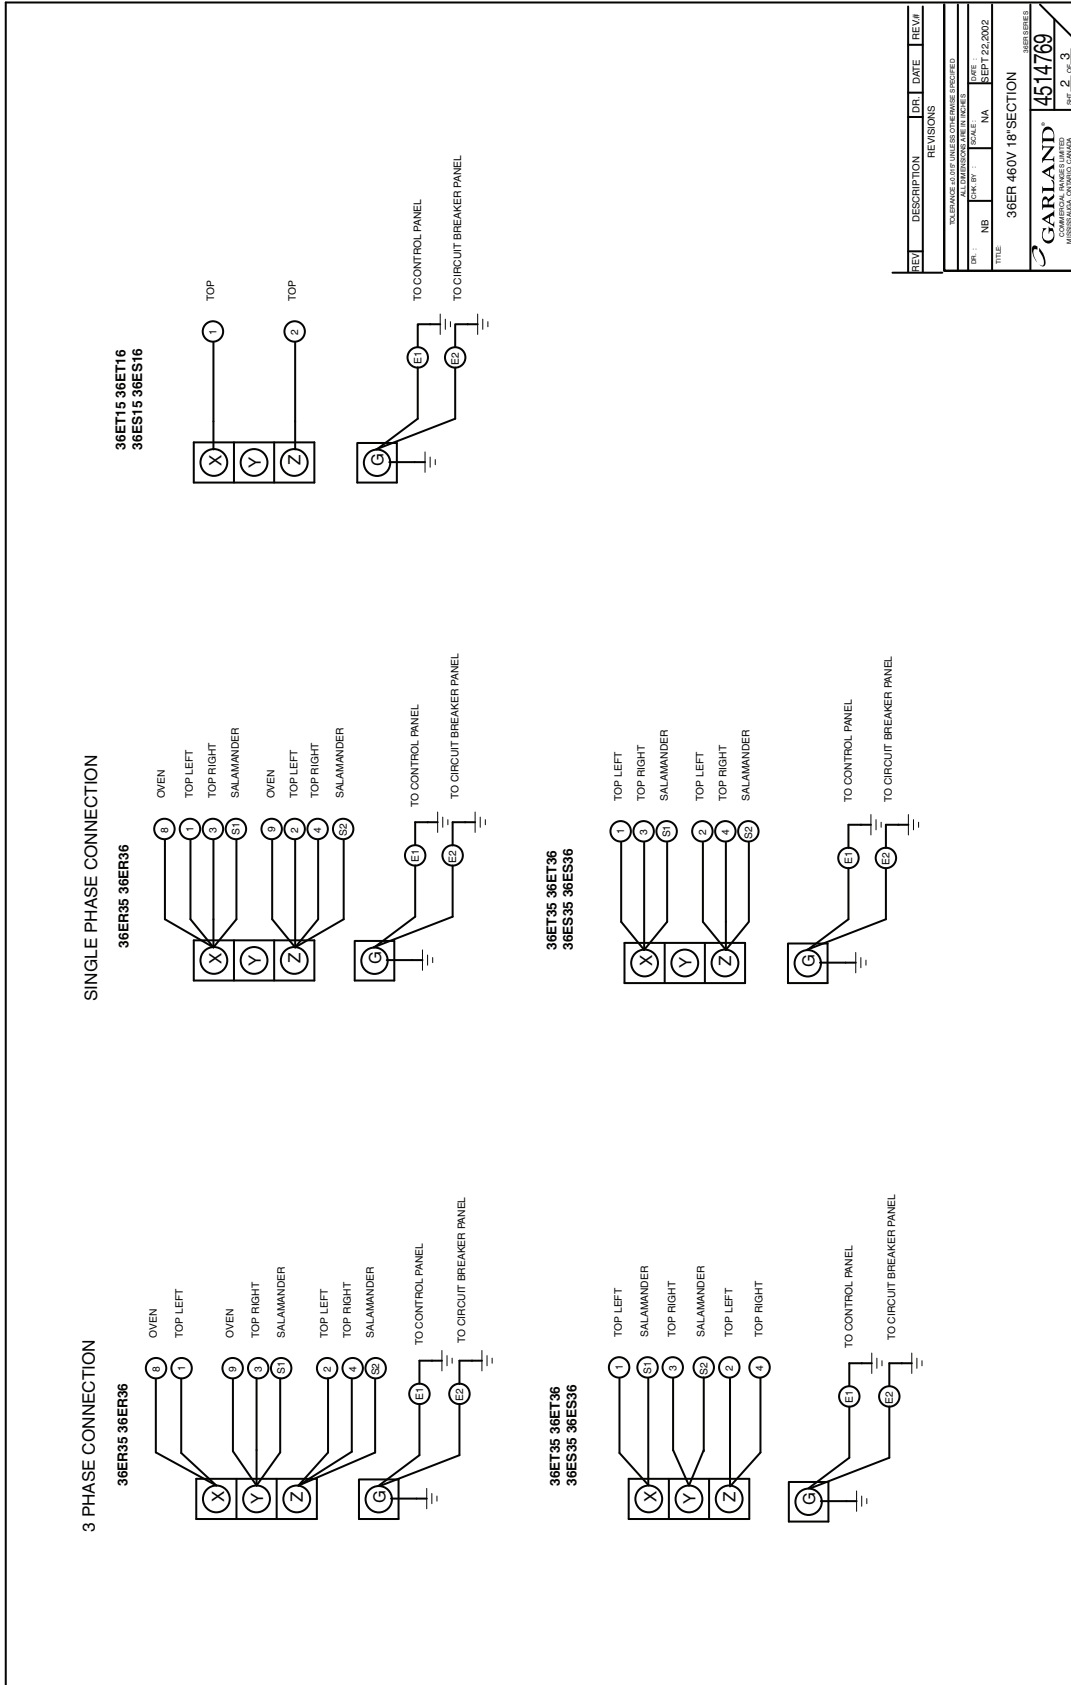 3 PHASE CONNECTION
36ER35 36ER36
8 OVEN
1 TOP LEFT
X
9 OVEN
3 TOP RIGHT
S1 SALAMANDER
Y
2 TOP LEFT
4 TOP RIGHT
S2 SALAMANDER
Z
E1 TO CONTROL PANEL
E2 TO CIRCUIT BREAKER PANEL
G
36ET35 36ET36
36ES35 36ES36
1 TOP LEFT
S1 SALAMANDER
X
3 TOP RIGHT
S2 SALAMANDER
Y
2 TOP LEFT
4 TOP RIGHT
Z
E1 TO CONTROL PANEL
E2 TO CIRCUIT BREAKER PANEL
G
SINGLE PHASE CONNECTION
36ER35 36ER36
8 OVEN
1 TOP LEFT
3 TOP RIGHT
S1 SALAMANDER
X
Y
9 OVEN
2 TOP LEFT
4 TOP RIGHT
S2 SALAMANDER
Z
E1 TO CONTROL PANEL
E2 TO CIRCUIT BREAKER PANEL
G
36ET35 36ET36
36ES35 36ES36
1 TOP LEFT
3 TOP RIGHT
S1 SALAMANDER
X
Y
2 TOP LEFT
4 TOP RIGHT
S2 SALAMANDER
Z
E1 TO CONTROL PANEL
E2 TO CIRCUIT BREAKER PANEL
G
36ET15 36ET16
36ES15 36ES16
X 1 TOP
Y
Z 2 TOP
E1 TO CONTROL PANEL
E2 TO CIRCUIT BREAKER PANEL
G
REV DESCRIPTION DR. DATE REV.#
REVISIONS
TOLERANCE ±0.015" UNLESS OTHERWISE SPECIFIED
ALL DIMENSIONS ARE IN INCHES
DR. : NB CHK. BY : SCALE : NA DATE : SEPT 22,2002
TITLE:
36ER 460V 18"SECTION
36ER SERIES
GARLAND®
COMMERCIAL RANGES LIMITED
MISSISSAUGA, ONTARIO, CANADA
4514769
SHT. 2 OF 3